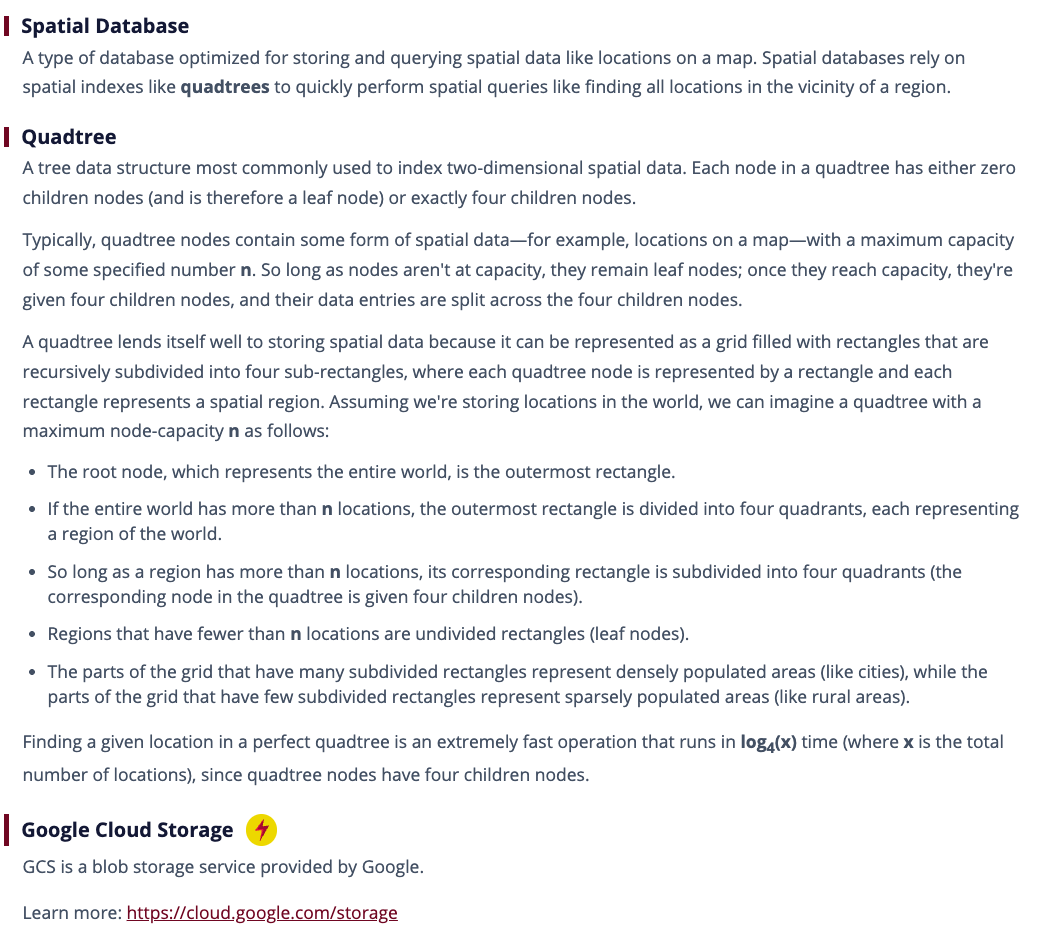 Spatial Database
A type of database optimized for storing and querying spatial data like locations on a map. Spatial databases rely on
spatial indexes like quadtrees to quickly perform spatial queries like finding all locations in the vicinity of a region.
Quadtree
A tree data structure most commonly used to index two-dimensional spatial data. Each node in a quadtree has either zero
children nodes (and is therefore a leaf node) or exactly four children nodes.
Typically, quadtree nodes contain some form of spatial data—for example, locations on a map—with a maximum capacity
of some specified number n. So long as nodes aren't at capacity, they remain leaf nodes; once they reach capacity, they're
given four children nodes, and their data entries are split across the four children nodes.
A quadtree lends itself well to storing spatial data because it can be represented as a grid filled with rectangles that are
recursively subdivided into four sub-rectangles, where each quadtree node is represented by a rectangle and each
rectangle represents a spatial region. Assuming we're storing locations in the world, we can imagine a quadtree with a
maximum node-capacity n as follows:
• The root node, which represents the entire world, is the outermost rectangle.
• If the entire world has more than n locations, the outermost rectangle is divided into four quadrants, each representing
a region of the world.
• So long as a region has more than n locations, its corresponding rectangle is subdivided into four quadrants (the
corresponding node in the quadtree is given four children nodes).
• Regions that have fewer than n locations are undivided rectangles (leaf nodes).
• The parts of the grid that have many subdivided rectangles represent densely populated areas (like cities), while the
parts of the grid that have few subdivided rectangles represent sparsely populated areas (like rural areas).
Finding a given location in a perfect quadtree is an extremely fast operation that runs in log₄(x) time (where x is the total
number of locations), since quadtree nodes have four children nodes.
Google Cloud Storage
GCS is a blob storage service provided by Google.
Learn more: https://cloud.google.com/storage